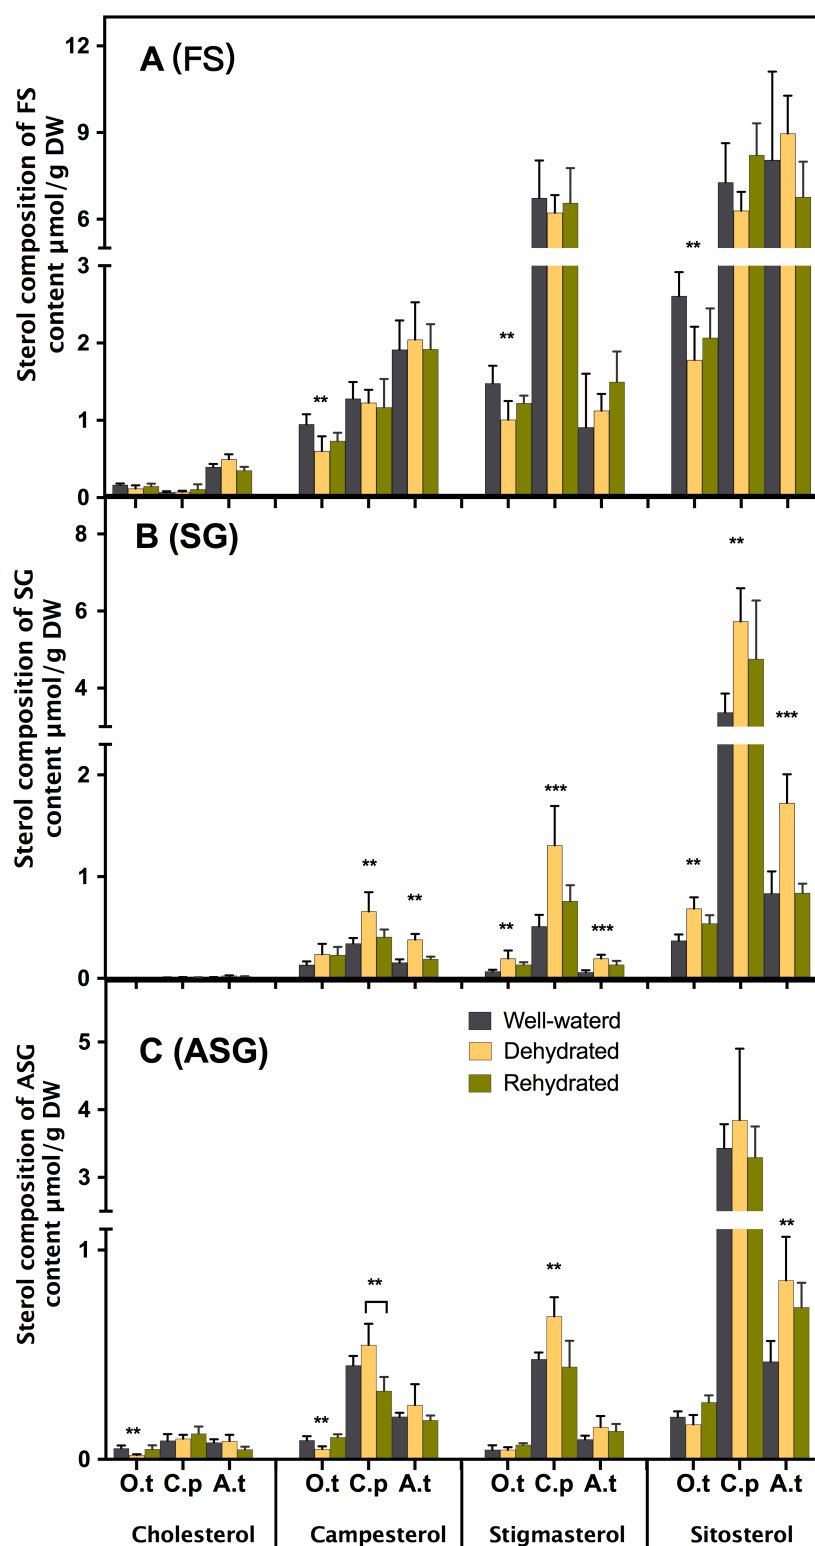 A (FS)
Sterol composition of FS
content µmol/g DW
12
9
6
3
2
1
0
**
**
**
B (SG)
Sterol composition of SG
content µmol/g DW
8
6
4
2
1
0
**
**
**
***
***
**
**
***
C (ASG)
Well-waterd
Dehydrated
Rehydrated
Sterol composition of ASG
content µmol/g DW
5
4
3
1
0
**
**
**
**
**
O.t C.p A.t O.t C.p A.t O.t C.p A.t O.t C.p A.t
Cholesterol Campesterol Stigmasterol Sitosterol